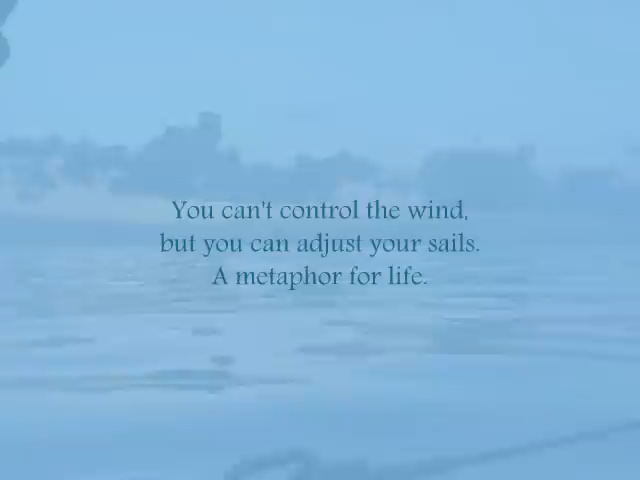 You can't control the wind,
but you can adjust your sails.
A metaphor for life.